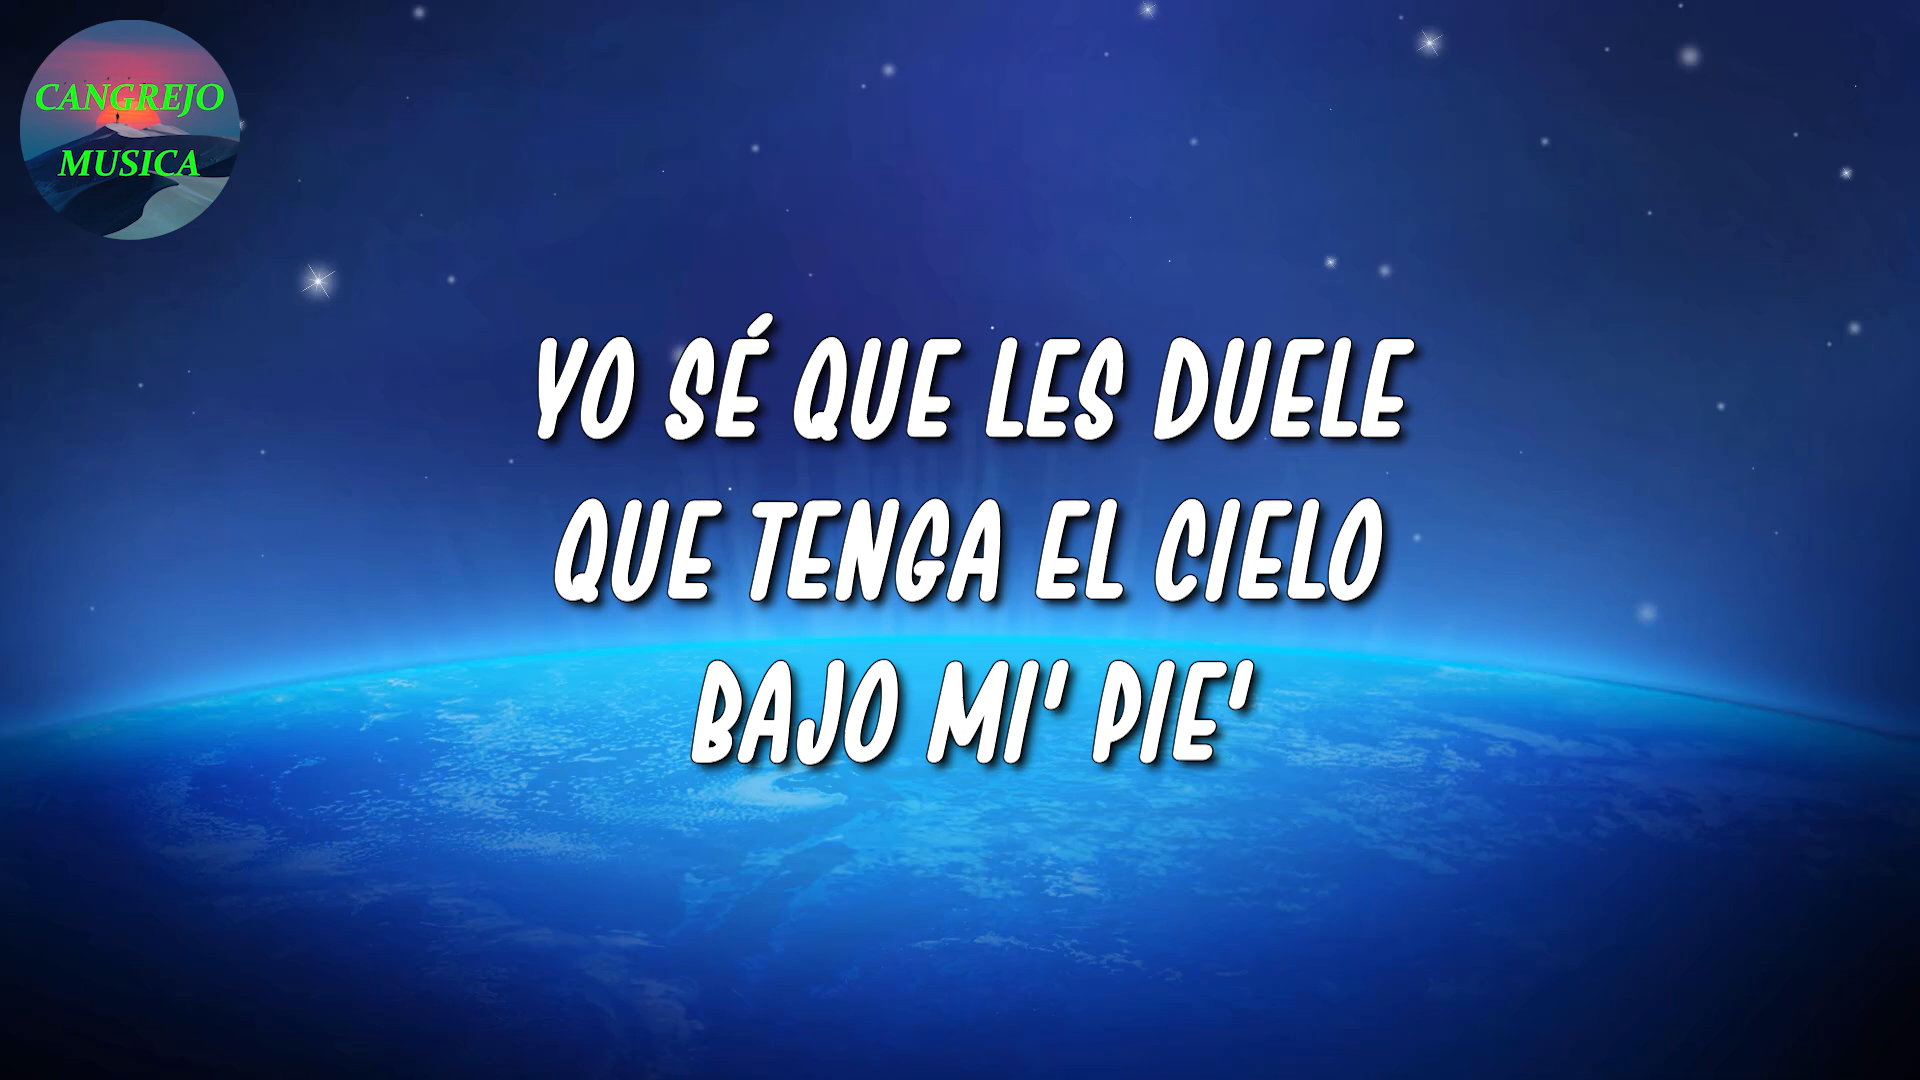 CANGREJO
MUSICA
YO SÉ QUE LES DUELE
QUE TENGA EL CIELO
BAJO MI' PIE'